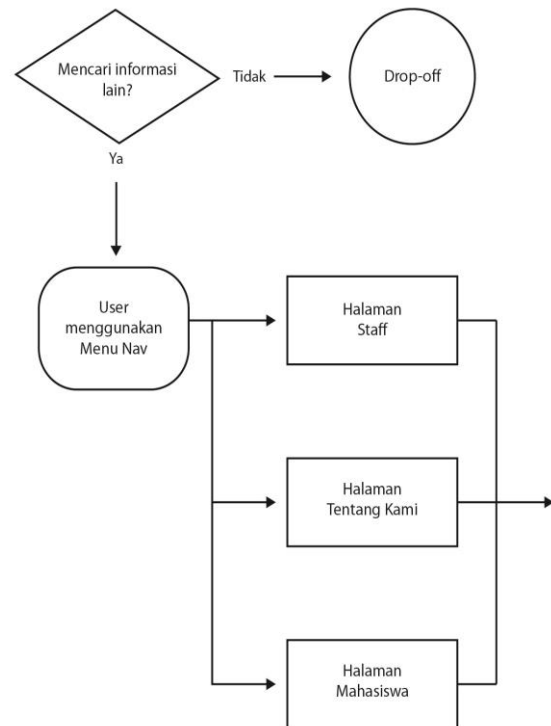 Mencari informasi
lain?
Tidak
Drop-off
Ya
User
menggunakan
Menu Nav
Halaman
Staff
Halaman
Tentang Kami
Halaman
Mahasiswa